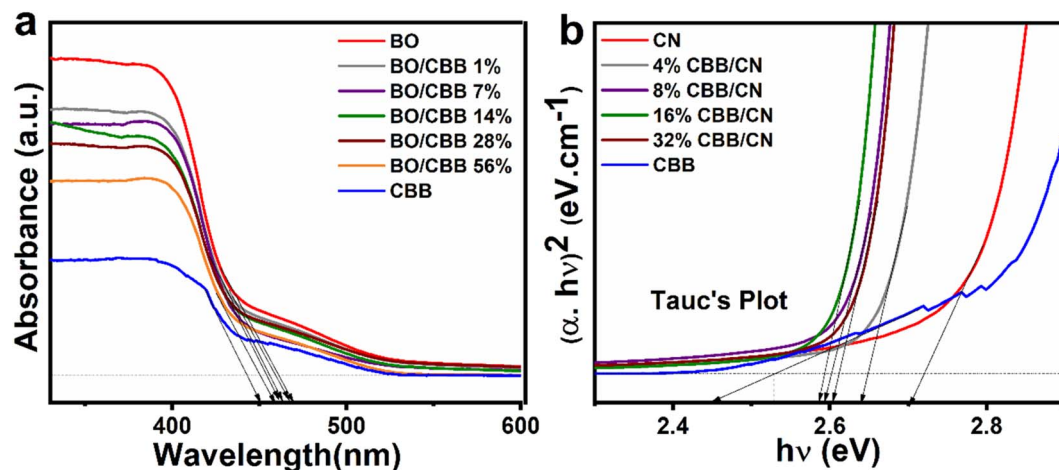 a
Absorbance (a.u.)
BO
BO/CBB 1%
BO/CBB 7%
BO/CBB 14%
BO/CBB 28%
BO/CBB 56%
CBB
400
500
600
Wavelength(nm)
b
(α. hν)² (eV.cm⁻¹)
CN
4% CBB/CN
8% CBB/CN
16% CBB/CN
32% CBB/CN
CBB
Tauc's Plot
2.4
2.6
2.8
hν (eV)